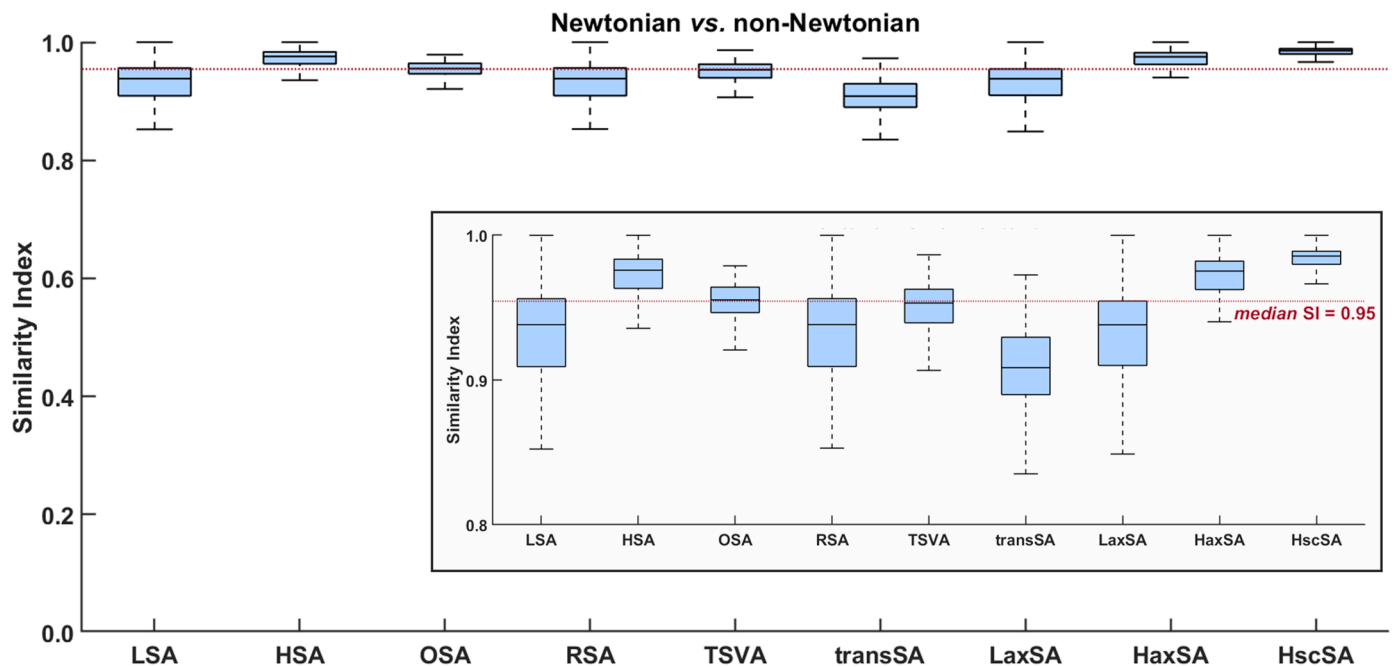 Newtonian vs. non-Newtonian
1.0
0.8
0.6
0.4
0.2
0.0
Similarity Index
LSA HSA OSA RSA TSVA transSA LaxSA HaxSA HscSA
1.0
0.9
0.8
Similarity Index
median SI = 0.95
LSA HSA OSA RSA TSVA transSA LaxSA HaxSA HscSA